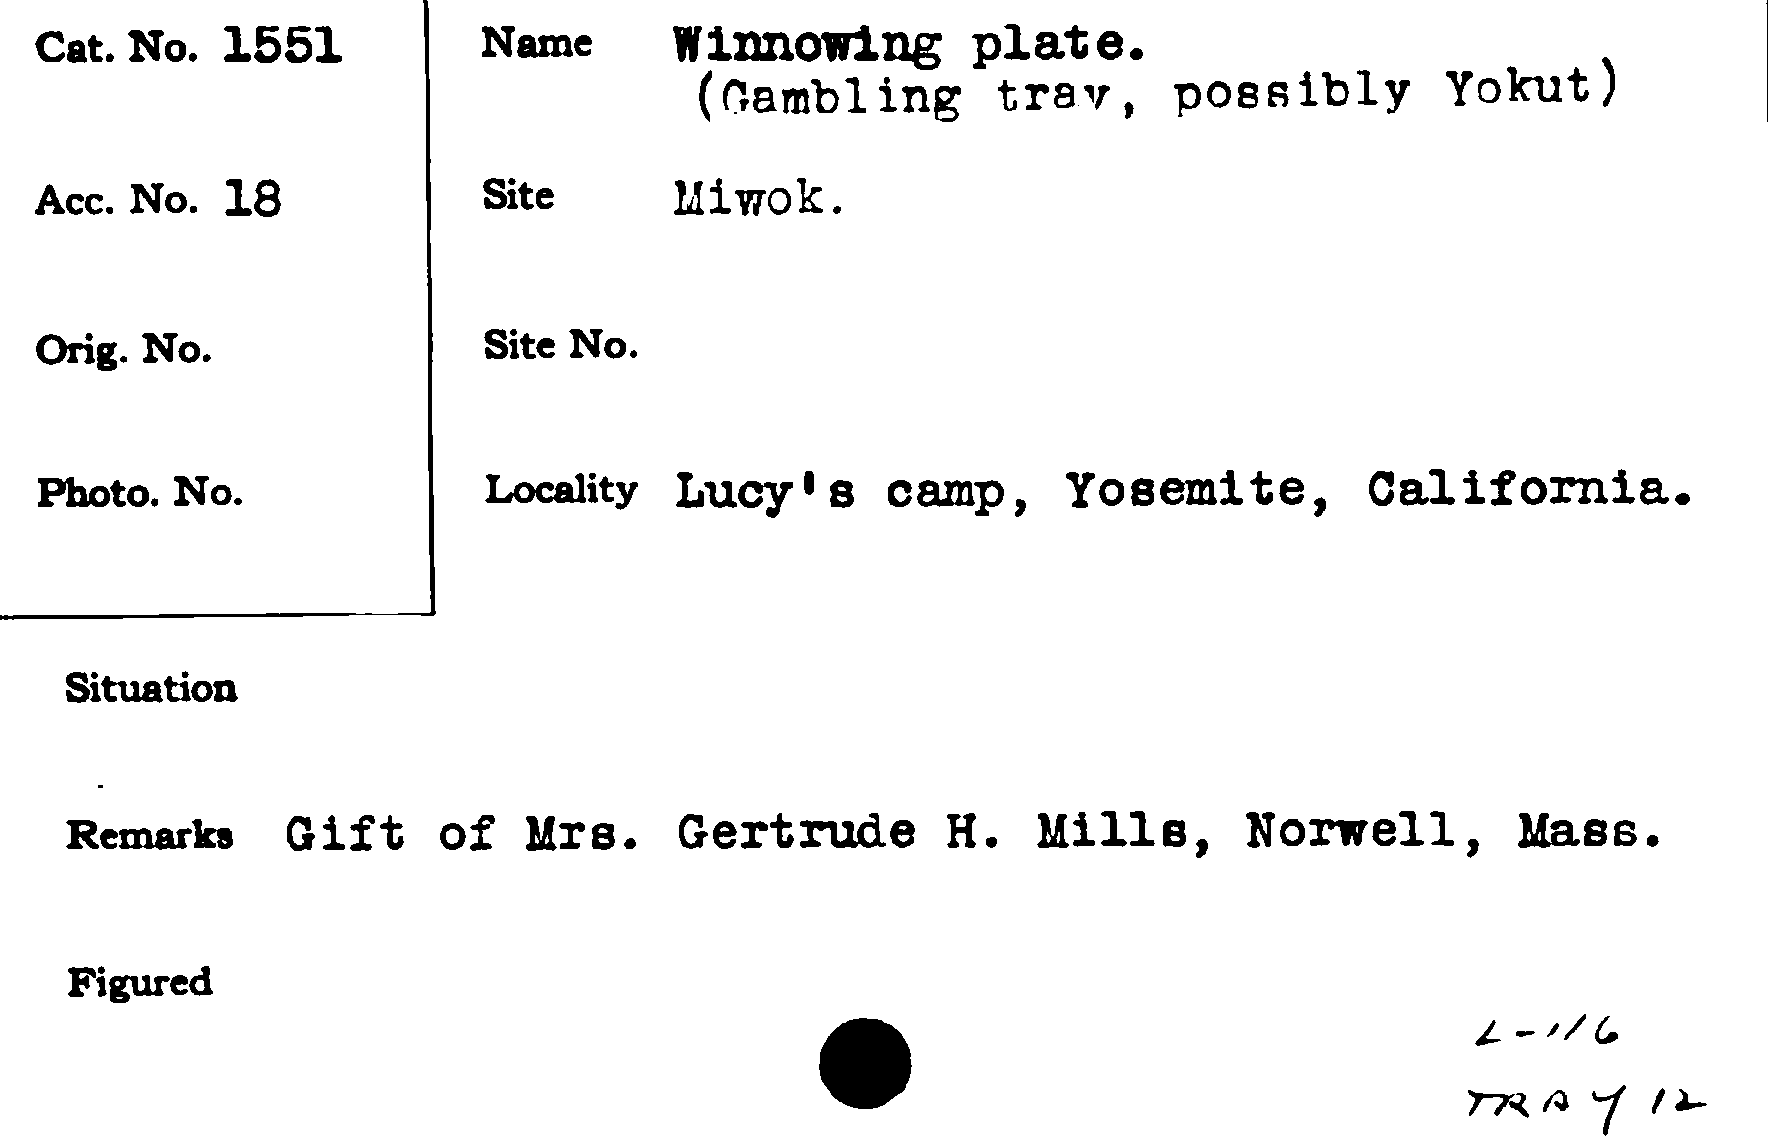 Cat. No. 1551
Acc. No. 18
Orig. No.
Photo. No.
Name Winnowing plate.
(Gambling tray, possibly Yokut)
Site Miwok.
Site No.
Locality Lucy's camp, Yosemite, California.
Situation
Remarks Gift of Mrs. Gertrude H. Mills, Norwell, Mass.
Figured
L-116
TRAY 12